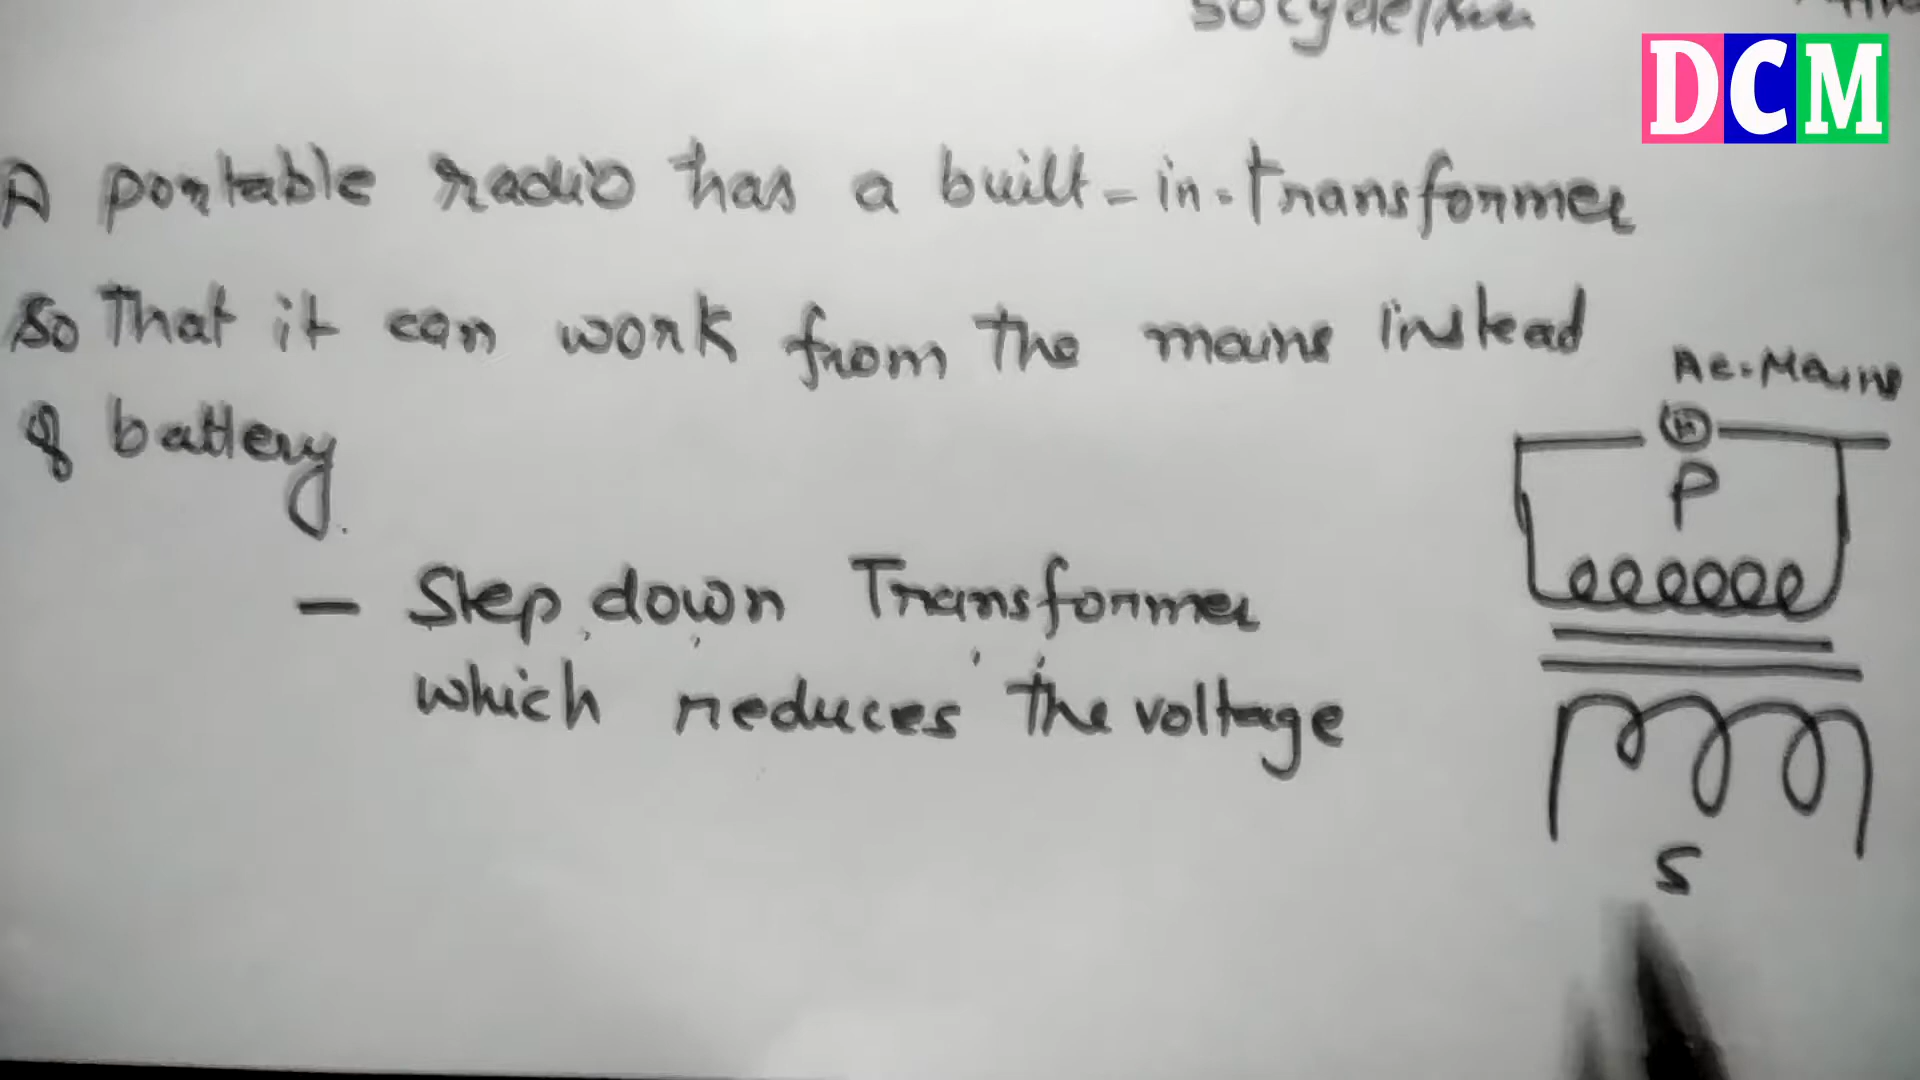 DCM
A portable radio has a built-in-transformer
so that it can work from the mains instead
of battery.
- Step down Transformer
which reduces the voltage
Ac. Mains
P
S